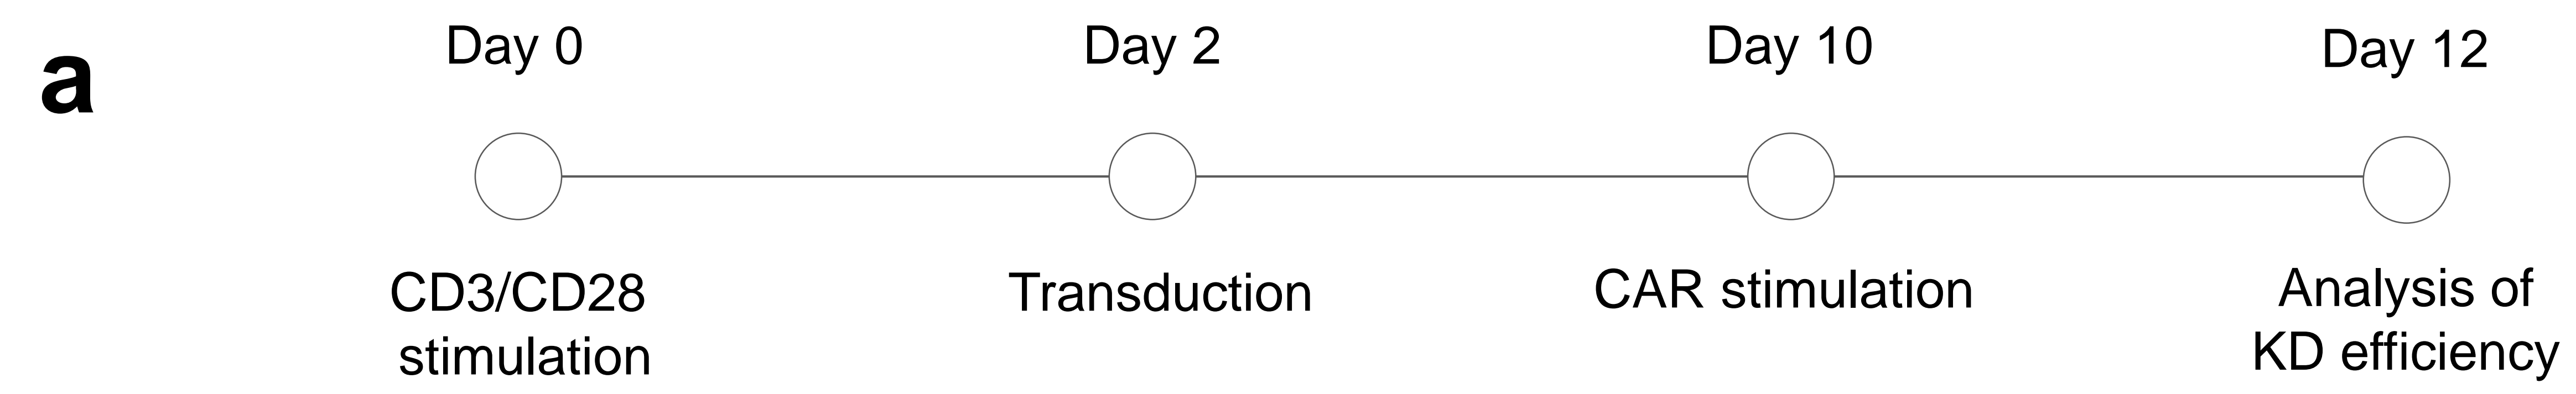 a
Day 0
Day 2
Day 10
Day 12
CD3/CD28
stimulation
Transduction
CAR stimulation
Analysis of
KD efficiency